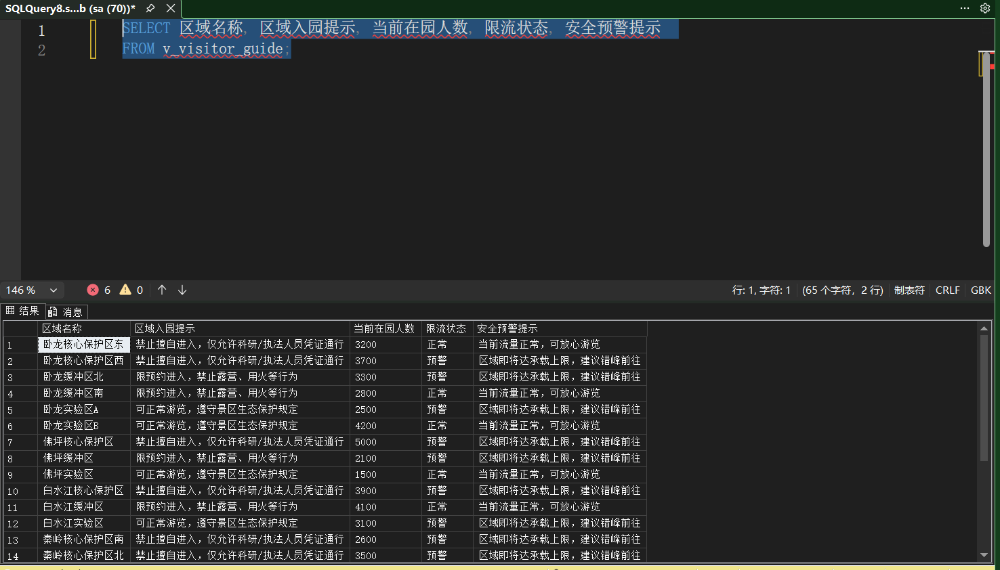 SQLQuery8.s...b (sa (70))*
1 SELECT 区域名称, 区域入园提示, 当前在园人数, 限流状态, 安全预警提示
2 FROM v_visitor_guide;
146 % 6 0 行: 1, 字符: 1 (65 个字符, 2 行) 制表符 CRLF GBK
结果 消息
区域名称 区域入园提示 当前在园人数 限流状态 安全预警提示
1 卧龙核心保护区东 禁止擅自进入，仅允许科研/执法人员凭证通行 3200 正常 当前流量正常，可放心游览
2 卧龙核心保护区西 禁止擅自进入，仅允许科研/执法人员凭证通行 3700 预警 区域即将达承载上限，建议错峰前往
3 卧龙缓冲区北 限预约进入，禁止露营、用火等行为 3300 预警 区域即将达承载上限，建议错峰前往
4 卧龙缓冲区南 限预约进入，禁止露营、用火等行为 2800 正常 当前流量正常，可放心游览
5 卧龙实验区A 可正常游览，遵守景区生态保护规定 2500 预警 区域即将达承载上限，建议错峰前往
6 卧龙实验区B 可正常游览，遵守景区生态保护规定 4200 正常 当前流量正常，可放心游览
7 佛坪核心保护区 禁止擅自进入，仅允许科研/执法人员凭证通行 5000 预警 区域即将达承载上限，建议错峰前往
8 佛坪缓冲区 限预约进入，禁止露营、用火等行为 2100 预警 区域即将达承载上限，建议错峰前往
9 佛坪实验区 可正常游览，遵守景区生态保护规定 1500 正常 当前流量正常，可放心游览
10 白水江核心保护区 禁止擅自进入，仅允许科研/执法人员凭证通行 3900 预警 区域即将达承载上限，建议错峰前往
11 白水江缓冲区 限预约进入，禁止露营、用火等行为 4100 正常 当前流量正常，可放心游览
12 白水江实验区 可正常游览，遵守景区生态保护规定 3100 预警 区域即将达承载上限，建议错峰前往
13 秦岭核心保护区南 禁止擅自进入，仅允许科研/执法人员凭证通行 2600 预警 区域即将达承载上限，建议错峰前往
14 秦岭核心保护区北 禁止擅自进入，仅允许科研/执法人员凭证通行 3500 预警 区域即将达承载上限，建议错峰前往